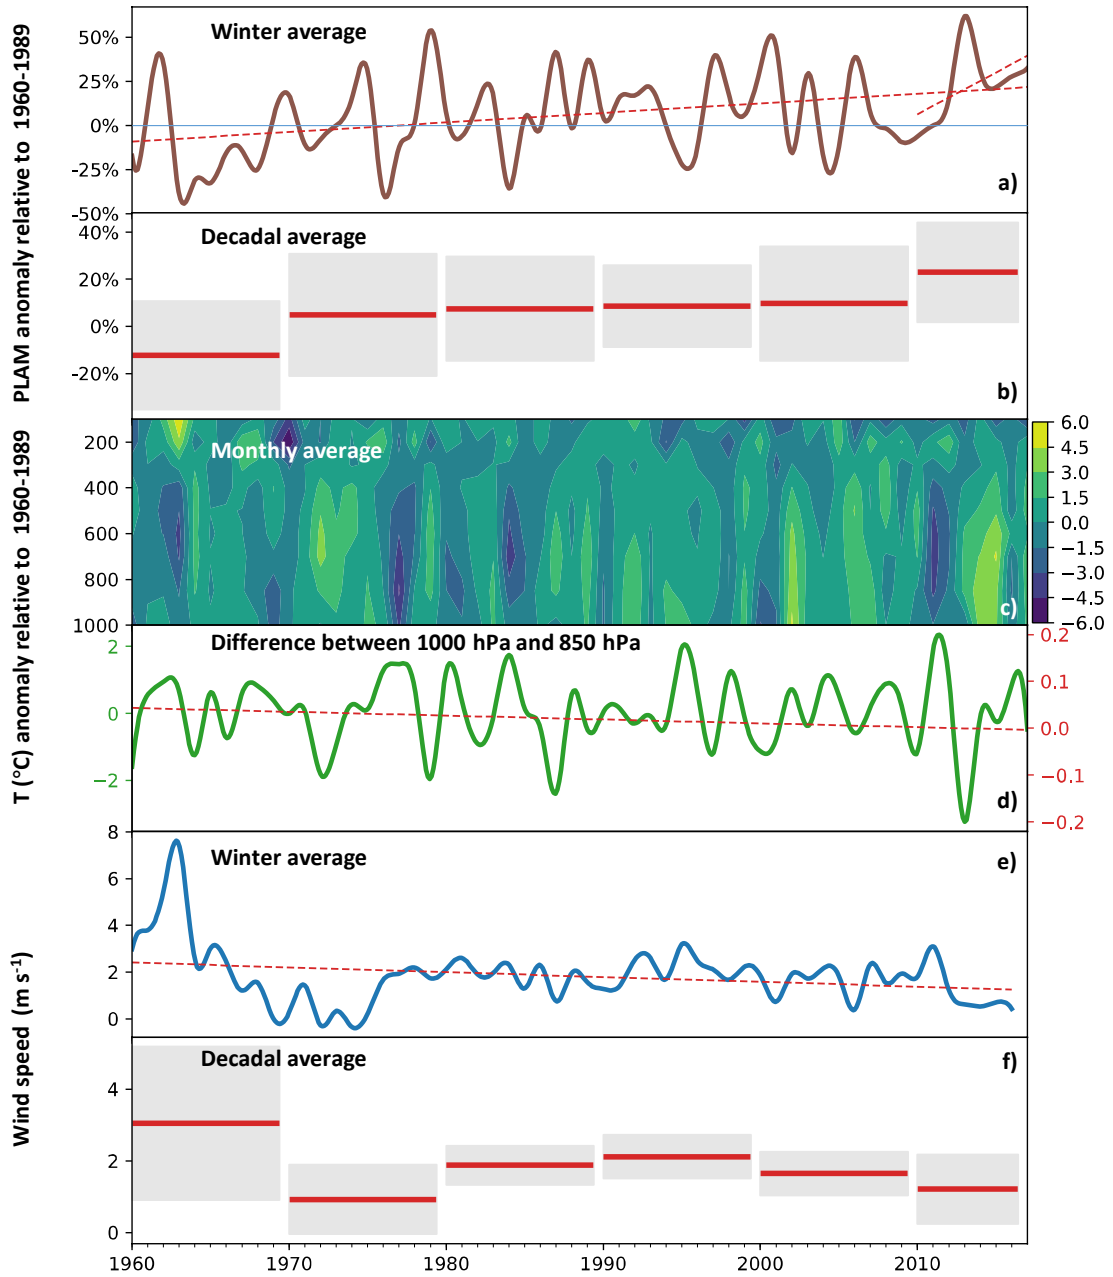 PLAM anomaly relative to 1960-1989
50%
25%
0%
-25%
-50%
Winter average
a)
40%
20%
0%
-20%
Decadal average
b)
T (°C) anomaly relative to 1960-1989
200
400
600
800
1000
Monthly average
c)
6.0
4.5
3.0
1.5
0.0
−1.5
−3.0
−4.5
−6.0
2
0
−2
Difference between 1000 hPa and 850 hPa
d)
0.2
0.1
0.0
−0.1
−0.2
Wind speed (m s-1)
8
6
4
2
0
Winter average
e)
4
2
0
Decadal average
f)
1960 1970 1980 1990 2000 2010